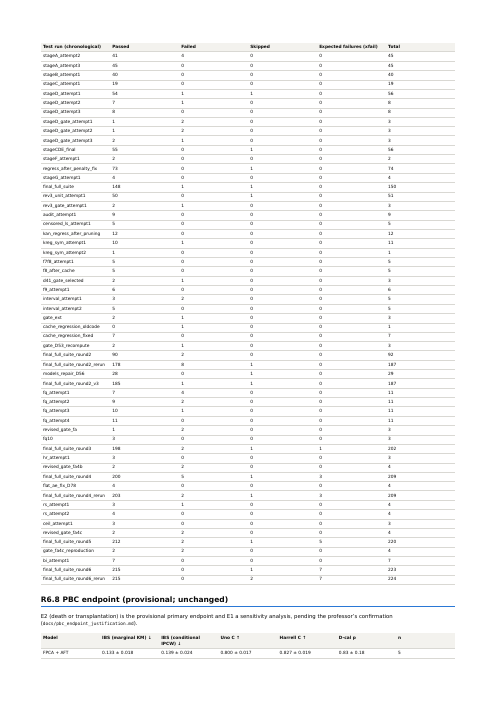 Test run (chronological) Passed Failed Skipped Expected failures (xfail) Total
stageA_attempt2 41 4 0 0 45
stageA_attempt3 45 0 0 0 45
stageB_attempt1 40 0 0 0 40
stageC_attempt1 19 0 0 0 19
stageD_attempt1 54 1 1 0 56
stageD_attempt2 7 1 0 0 8
stageD_attempt3 8 0 0 0 8
stageD_gate_attempt1 1 2 0 0 3
stageD_gate_attempt2 1 2 0 0 3
stageD_gate_attempt3 2 1 0 0 3
stageCDE_final 55 0 1 0 56
stageF_attempt1 2 0 0 0 2
regress_after_penalty_fix 73 0 1 0 74
stageG_attempt1 4 0 0 0 4
final_full_suite 148 1 1 0 150
rev3_unit_attempt1 50 0 1 0 51
rev3_gate_attempt1 2 1 0 0 3
audit_attempt1 9 0 0 0 9
censored_ls_attempt1 5 0 0 0 5
kan_regress_after_pruning 12 0 0 0 12
kreg_sym_attempt1 10 1 0 0 11
kreg_sym_attempt2 1 0 0 0 1
f7f8_attempt1 5 0 0 0 5
f8_after_cache 5 0 0 0 5
d41_gate_selected 2 1 0 0 3
f9_attempt1 6 0 0 0 6
interval_attempt1 3 2 0 0 5
interval_attempt2 5 0 0 0 5
gate_ext 2 1 0 0 3
cache_regression_oldcode 0 1 0 0 1
cache_regression_fixed 7 0 0 0 7
gate_D53_recompute 2 1 0 0 3
final_full_suite_round2 90 2 0 0 92
final_full_suite_round2_rerun 178 8 1 0 187
models_repair_D56 28 0 1 0 29
final_full_suite_round2_v3 185 1 1 0 187
fq_attempt1 7 4 0 0 11
fq_attempt2 9 2 0 0 11
fq_attempt3 10 1 0 0 11
fq_attempt4 11 0 0 0 11
revised_gate_fa 1 2 0 0 3
fq10 3 0 0 0 3
final_full_suite_round3 198 2 1 1 202
hr_attempt1 3 0 0 0 3
revised_gate_fa4b 2 2 0 0 4
final_full_suite_round4 200 5 1 3 209
flat_ae_fix_D78 4 0 0 0 4
final_full_suite_round4_rerun 203 2 1 3 209
rs_attempt1 3 1 0 0 4
rs_attempt2 4 0 0 0 4
ceil_attempt1 3 0 0 0 3
revised_gate_fa4c 2 2 0 0 4
final_full_suite_round5 212 2 1 5 220
gate_fa4c_reproduction 2 2 0 0 4
bi_attempt1 7 0 0 0 7
final_full_suite_round6 215 0 1 7 223
final_full_suite_round6_rerun 215 0 2 7 224
R6.8 PBC endpoint (provisional; unchanged)
E2 (death or transplantation) is the provisional primary endpoint and E1 a sensitivity analysis, pending the professor's confirmation
(docs/pbc_endpoint_justification.md).
Model IBS (marginal KM) ↓ IBS (conditional IPCW) ↓ Uno C ↑ Harrell C ↑ D-cal p n
FPCA + AFT 0.133 ± 0.018 0.139 ± 0.024 0.800 ± 0.017 0.827 ± 0.019 0.83 ± 0.18 5